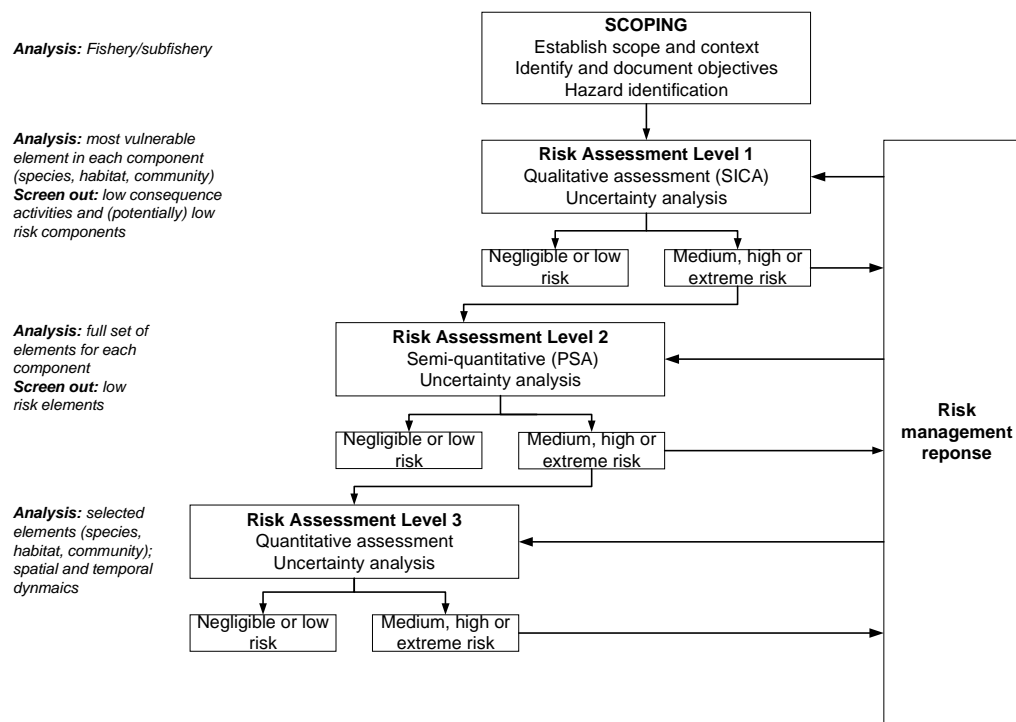 SCOPING
Establish scope and context
Identify and document objectives
Hazard identification
Analysis: Fishery/subfishery
Analysis: most vulnerable
element in each component
(species, habitat, community)
Screen out: low consequence
activities and (potentially) low
risk components
Risk Assessment Level 1
Qualitative assessment (SICA)
Uncertainty analysis
Negligible or low
risk
Medium, high or
extreme risk
Analysis: full set of
elements for each
component
Screen out: low
risk elements
Risk Assessment Level 2
Semi-quantitative (PSA)
Uncertainty analysis
Negligible or low
risk
Medium, high or
extreme risk
Risk
management
reponse
Analysis: selected
elements (species,
habitat, community);
spatial and temporal
dynmaics
Risk Assessment Level 3
Quantitative assessment
Uncertainty analysis
Negligible or low
risk
Medium, high or
extreme risk